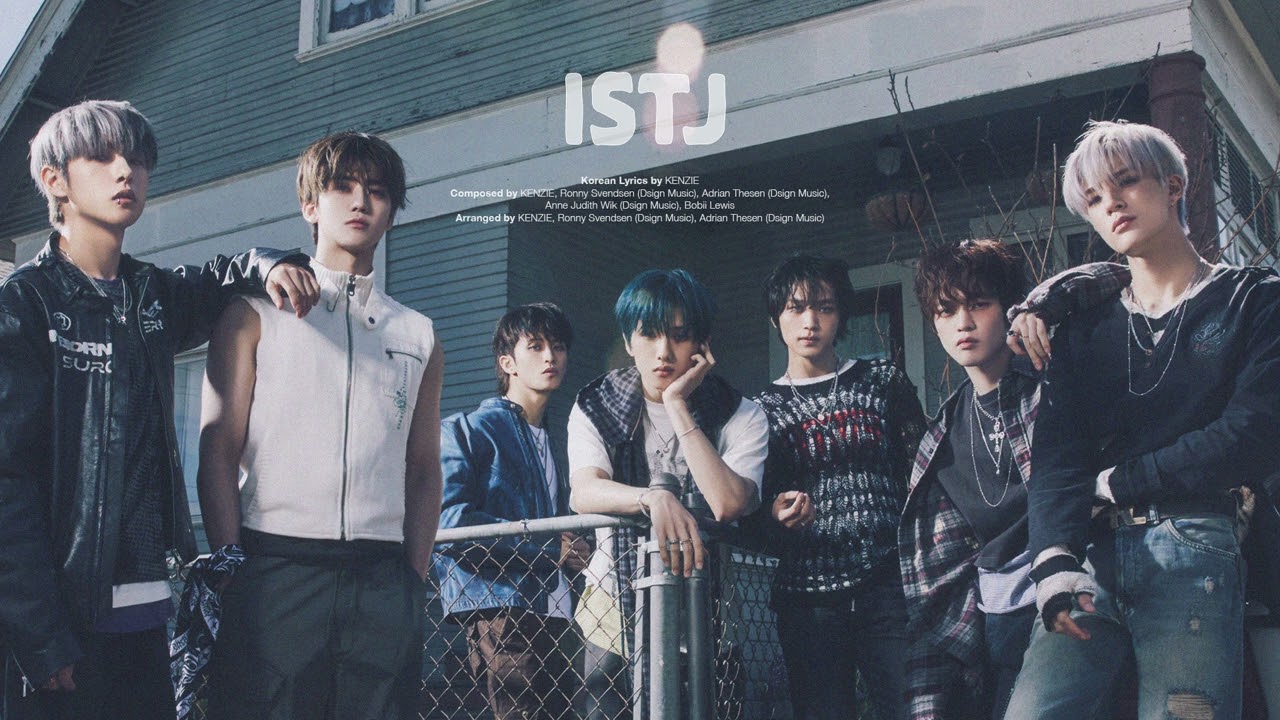 ISTJ
Korean Lyrics by KENZIE
Composed by KENZIE, Ronny Svendsen (Dsign Music), Adrian Thesen (Dsign Music),
Anne Judith Wik (Dsign Music), Bobii Lewis
Arranged by KENZIE, Ronny Svendsen (Dsign Music), Adrian Thesen (Dsign Music)